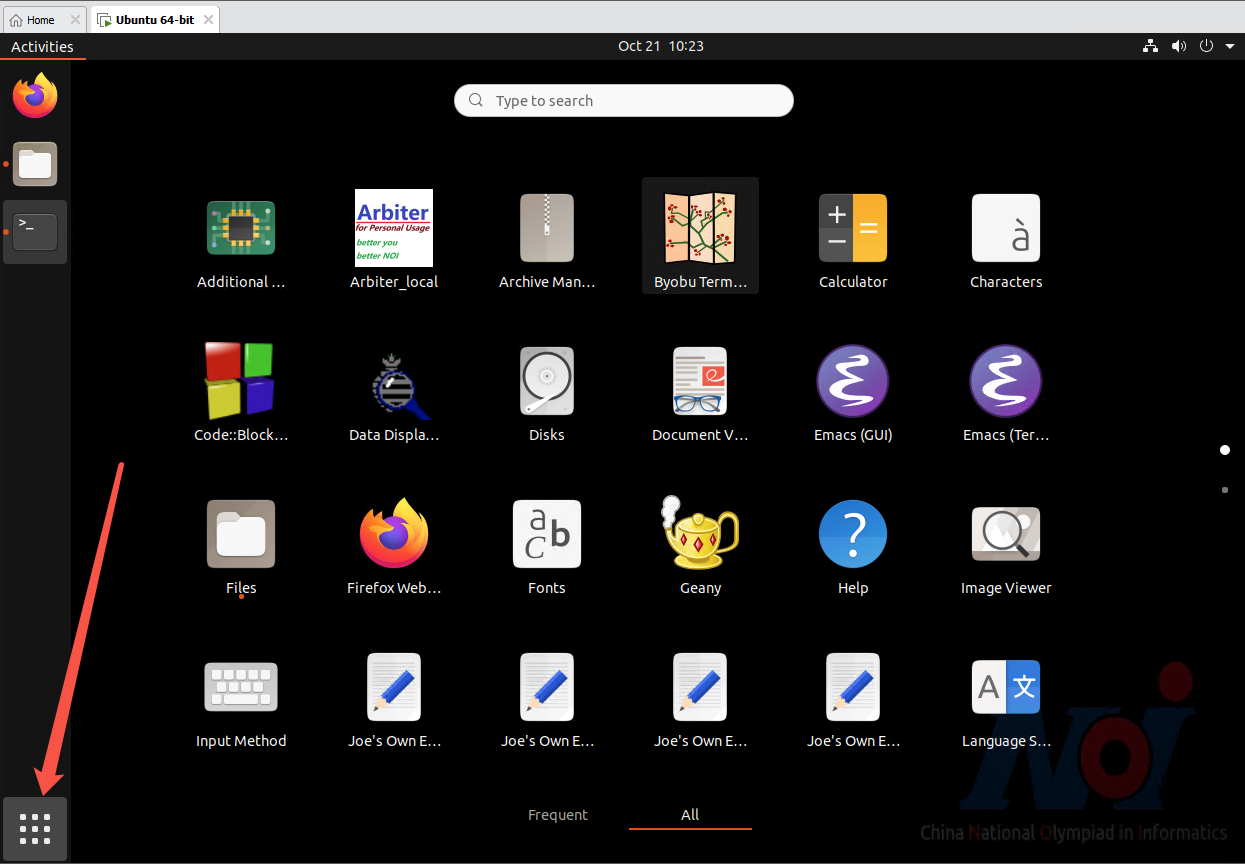 Home
Ubuntu 64-bit
Activities
Oct 21 10:23
Type to search
Arbiter
for Personal Usage
better you
better NOI
Additional ...
Arbiter_local
Archive Man...
Byobu Term...
Calculator
à
Characters
Code::Block...
Data Displa...
Disks
Document V...
Emacs (GUI)
Emacs (Ter...
a b c
?
Files
Firefox Web...
Fonts
Geany
Help
Image Viewer
A 文
Input Method
Joe's Own E...
Joe's Own E...
Joe's Own E...
Joe's Own E...
Language S...
NOI
Frequent
All
China National Olympiad in Informatics